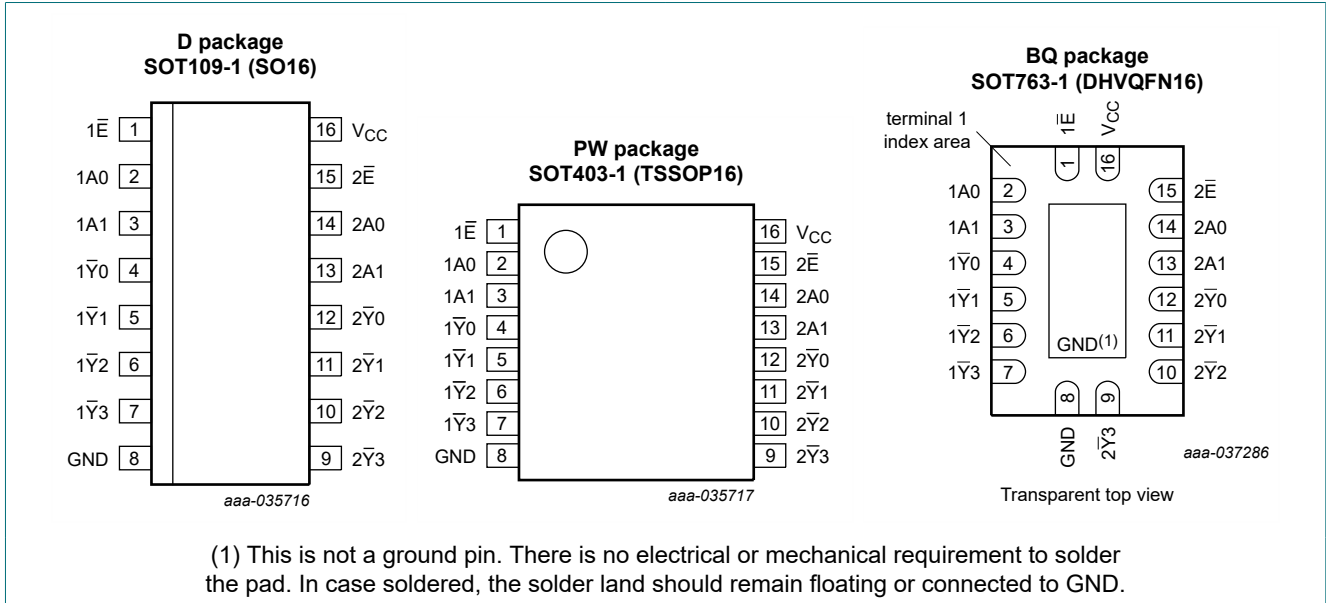 D package
SOT109-1 (SO16)
1E̅ 1
1A0 2
1A1 3
1Y̅0 4
1Y̅1 5
1Y̅2 6
1Y̅3 7
GND 8
16 VCC
15 2E̅
14 2A0
13 2A1
12 2Y̅0
11 2Y̅1
10 2Y̅2
9 2Y̅3
aaa-035716
PW package
SOT403-1 (TSSOP16)
1E̅ 1
1A0 2
1A1 3
1Y̅0 4
1Y̅1 5
1Y̅2 6
1Y̅3 7
GND 8
16 VCC
15 2E̅
14 2A0
13 2A1
12 2Y̅0
11 2Y̅1
10 2Y̅2
9 2Y̅3
aaa-035717
BQ package
SOT763-1 (DHVQFN16)
terminal 1
index area
1E̅ 1
16 VCC
1A0 2
1A1 3
1Y̅0 4
1Y̅1 5
1Y̅2 6
1Y̅3 7
15 2E̅
14 2A0
13 2A1
12 2Y̅0
11 2Y̅1
10 2Y̅2
GND(1)
GND 8
2Y̅3 9
aaa-037286
Transparent top view
(1) This is not a ground pin. There is no electrical or mechanical requirement to solder
the pad. In case soldered, the solder land should remain floating or connected to GND.